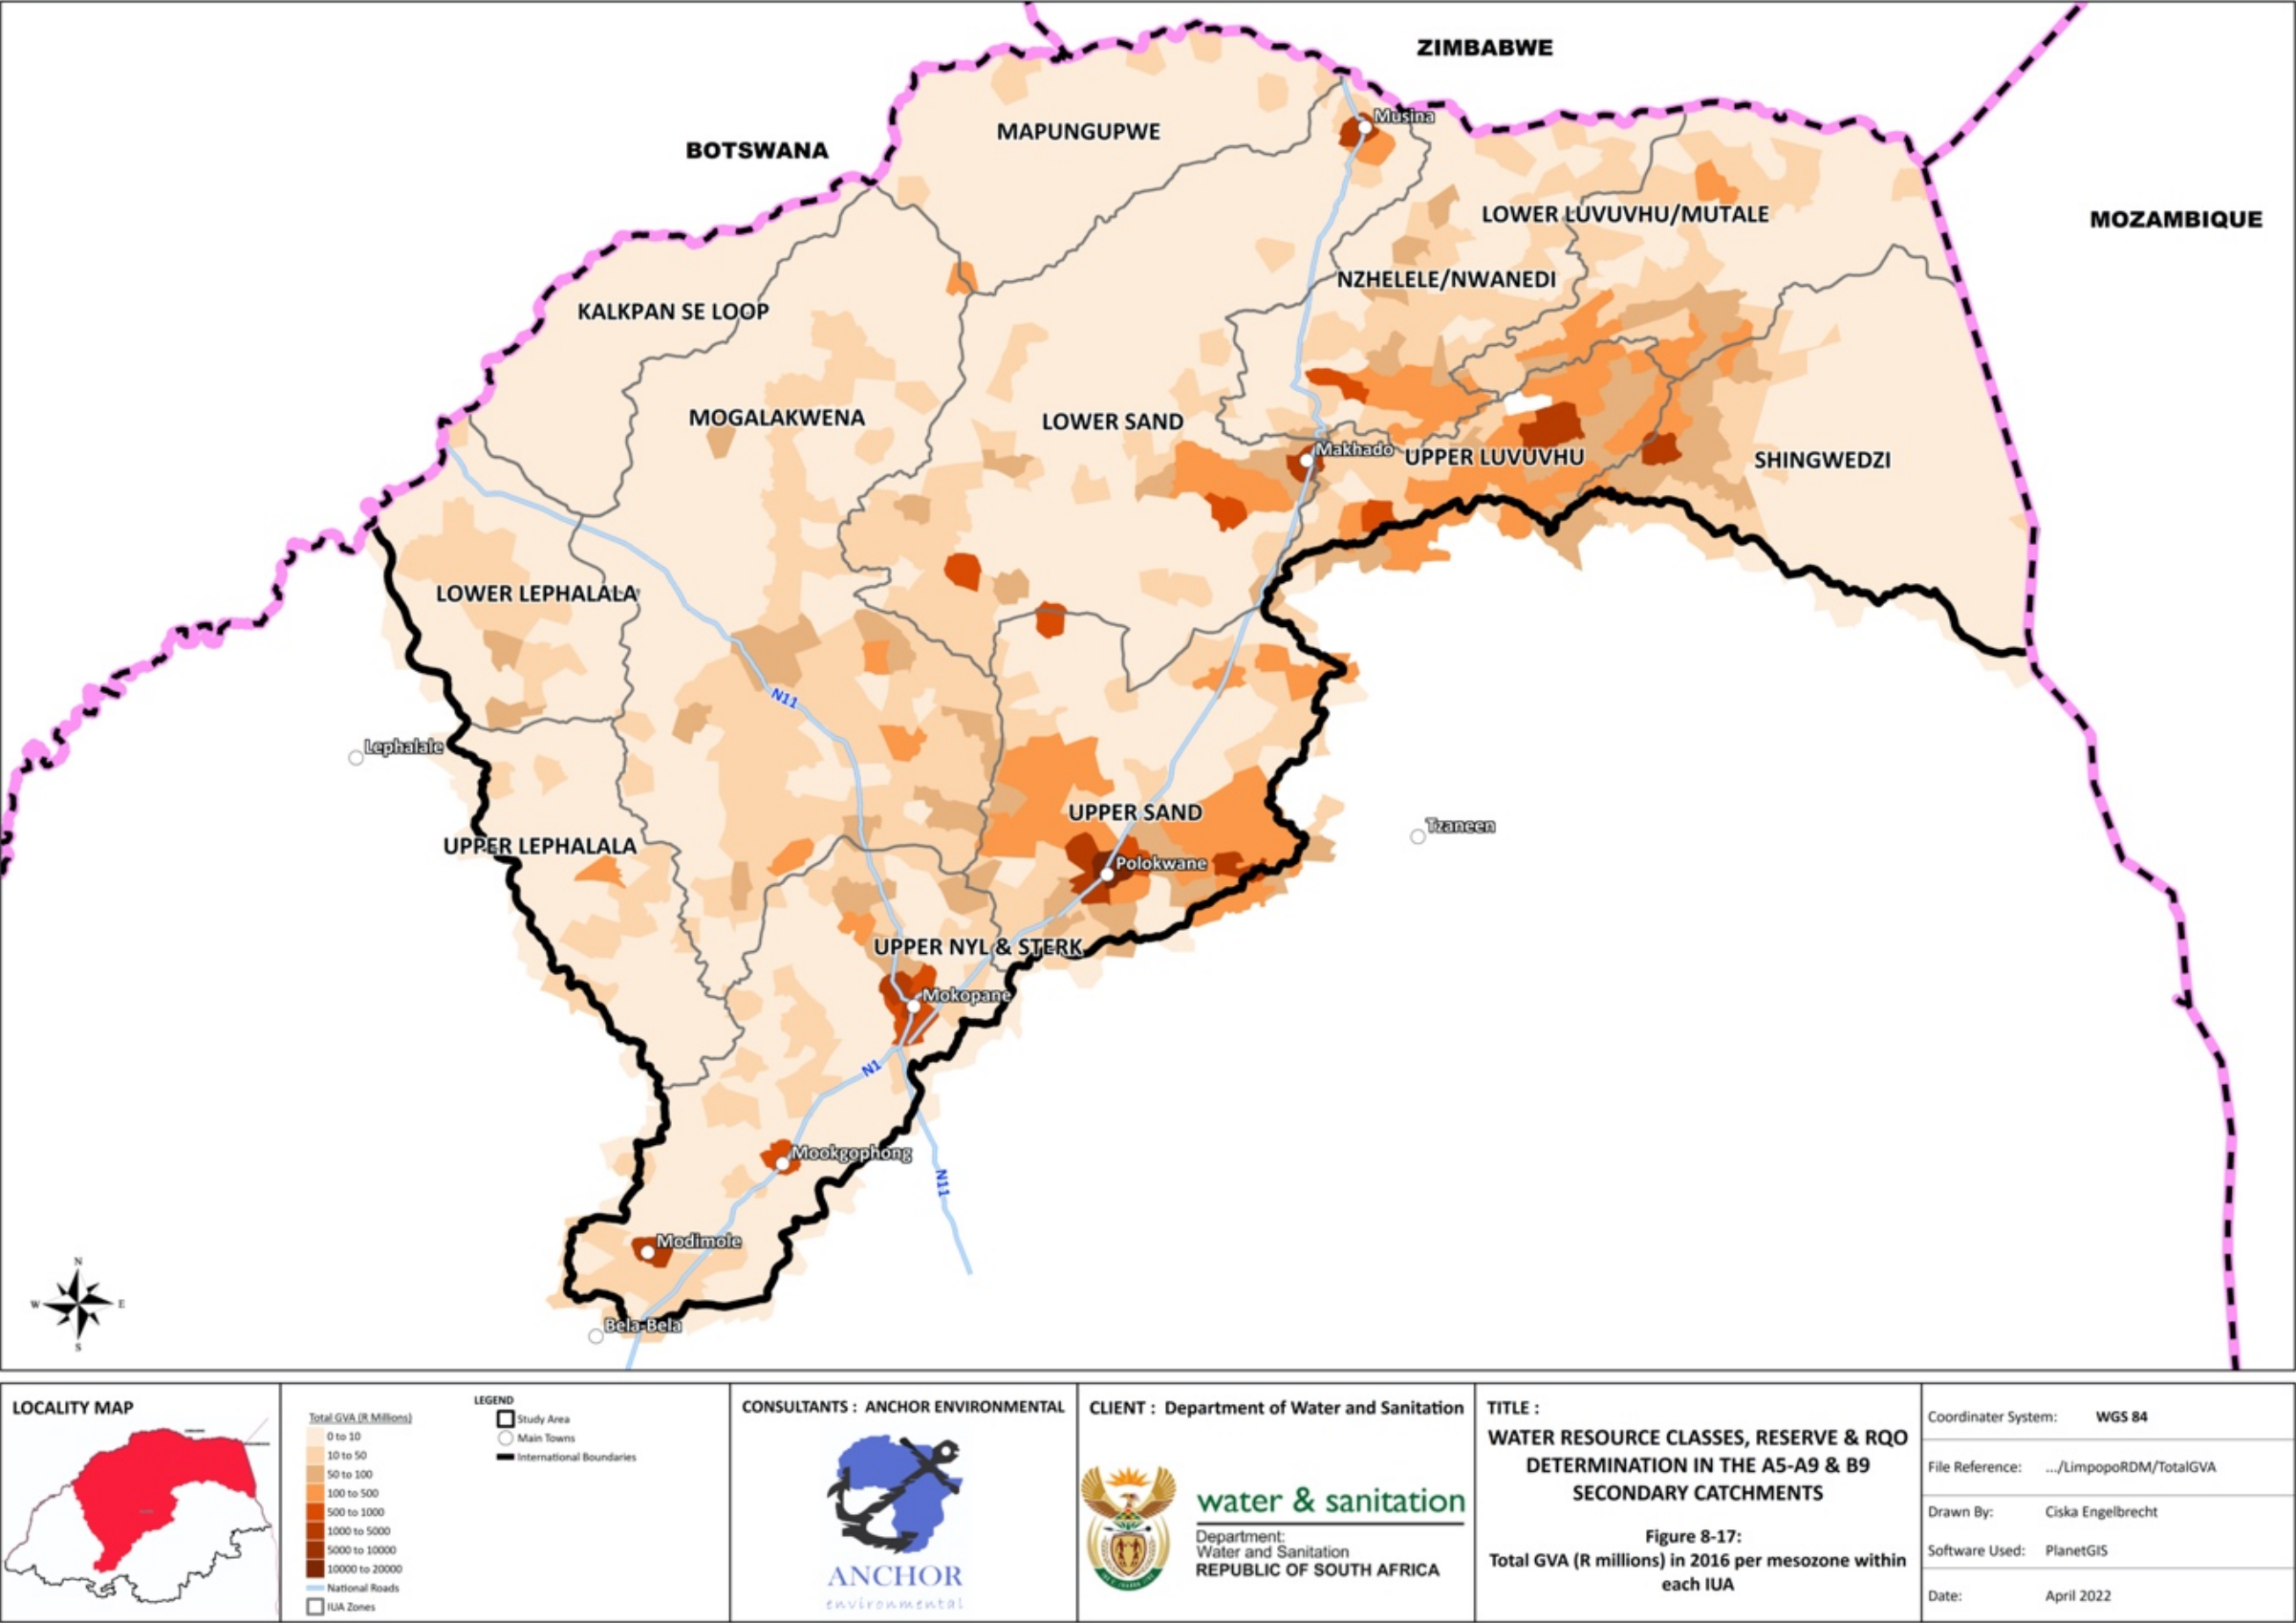 ZIMBABWE
Musina
MAPUNGUPWE
BOTSWANA
LOWER LUVUVHU/MUTALE
MOZAMBIQUE
NZHELELE/NWANEDI
KALKPAN SE LOOP
MOGALAKWENA
LOWER SAND
Makhado
UPPER LUVUVHU
SHINGWEDZI
LOWER LEPHALALA
N11
Lephalale
UPPER SAND
Tzaneen
UPPER LEPHALALA
Polokwane
UPPER NYL & STERK
Mokopane
N1
Mookgophong
N11
Modimole
Bela-Bela
N
W
E
S
LOCALITY MAP
Total GVA (R Millions)
0 to 10
10 to 50
50 to 100
100 to 500
500 to 1000
1000 to 5000
5000 to 10000
10000 to 20000
National Roads
IUA Zones
LEGEND
Study Area
Main Towns
International Boundaries
CONSULTANTS : ANCHOR ENVIRONMENTAL
ANCHOR
environmental
CLIENT : Department of Water and Sanitation
water & sanitation
Department:
Water and Sanitation
REPUBLIC OF SOUTH AFRICA
TITLE :
WATER RESOURCE CLASSES, RESERVE & RQO
DETERMINATION IN THE A5-A9 & B9
SECONDARY CATCHMENTS
Figure 8-17:
Total GVA (R millions) in 2016 per mesozone within
each IUA
Coordinater System: WGS 84
File Reference: .../LimpopoRDM/TotalGVA
Drawn By: Ciska Engelbrecht
Software Used: PlanetGIS
Date: April 2022